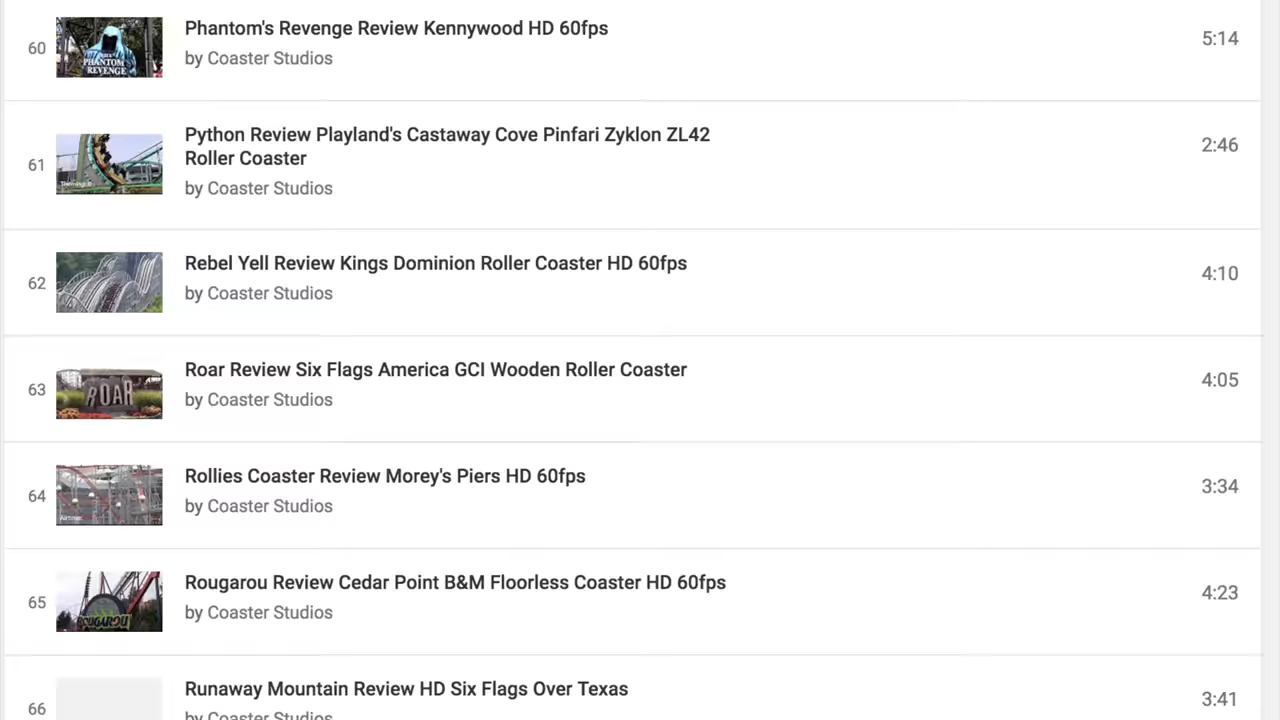 60
PHANTOM'S
REVENGE
Phantom's Revenge Review Kennywood HD 60fps
by Coaster Studios
5:14
61
Python Review Playland's Castaway Cove Pinfari Zyklon ZL42
Roller Coaster
by Coaster Studios
2:46
62
Rebel Yell Review Kings Dominion Roller Coaster HD 60fps
by Coaster Studios
4:10
63
ROAR
Roar Review Six Flags America GCI Wooden Roller Coaster
by Coaster Studios
4:05
64
Rollies Coaster Review Morey's Piers HD 60fps
by Coaster Studios
3:34
65
ROUGAROU
Rougarou Review Cedar Point B&M Floorless Coaster HD 60fps
by Coaster Studios
4:23
66
Runaway Mountain Review HD Six Flags Over Texas
by Coaster Studios
3:41